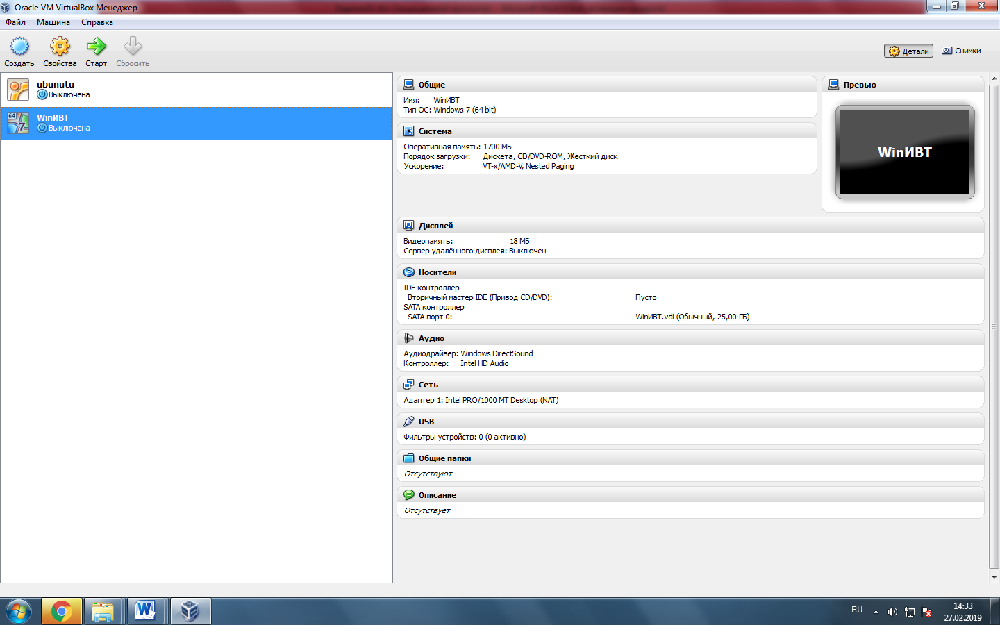 Oracle VM VirtualBox Менеджер
Файл Машина Справка
Создать Свойства Старт Сбросить
Детали Снимки
ubunutu
Выключена
64
7
WinИВТ
Выключена
Общие
Имя: WinИВТ
Тип ОС: Windows 7 (64 bit)
Система
Оперативная память: 1700 МБ
Порядок загрузки: Дискета, CD/DVD-ROM, Жесткий диск
Ускорение: VT-x/AMD-V, Nested Paging
Превью
WinИВТ
Дисплей
Видеопамять: 18 МБ
Сервер удалённого дисплея: Выключен
Носители
IDE контроллер
Вторичный мастер IDE (Привод CD/DVD): Пусто
SATA контроллер
SATA порт 0: WinИВТ.vdi (Обычный, 25,00 ГБ)
Аудио
Аудиодрайвер: Windows DirectSound
Контроллер: Intel HD Audio
Сеть
Адаптер 1: Intel PRO/1000 MT Desktop (NAT)
USB
Фильтры устройств: 0 (0 активно)
Общие папки
Отсутствуют
Описание
Отсутствует
W
RU
14:33
27.02.2019